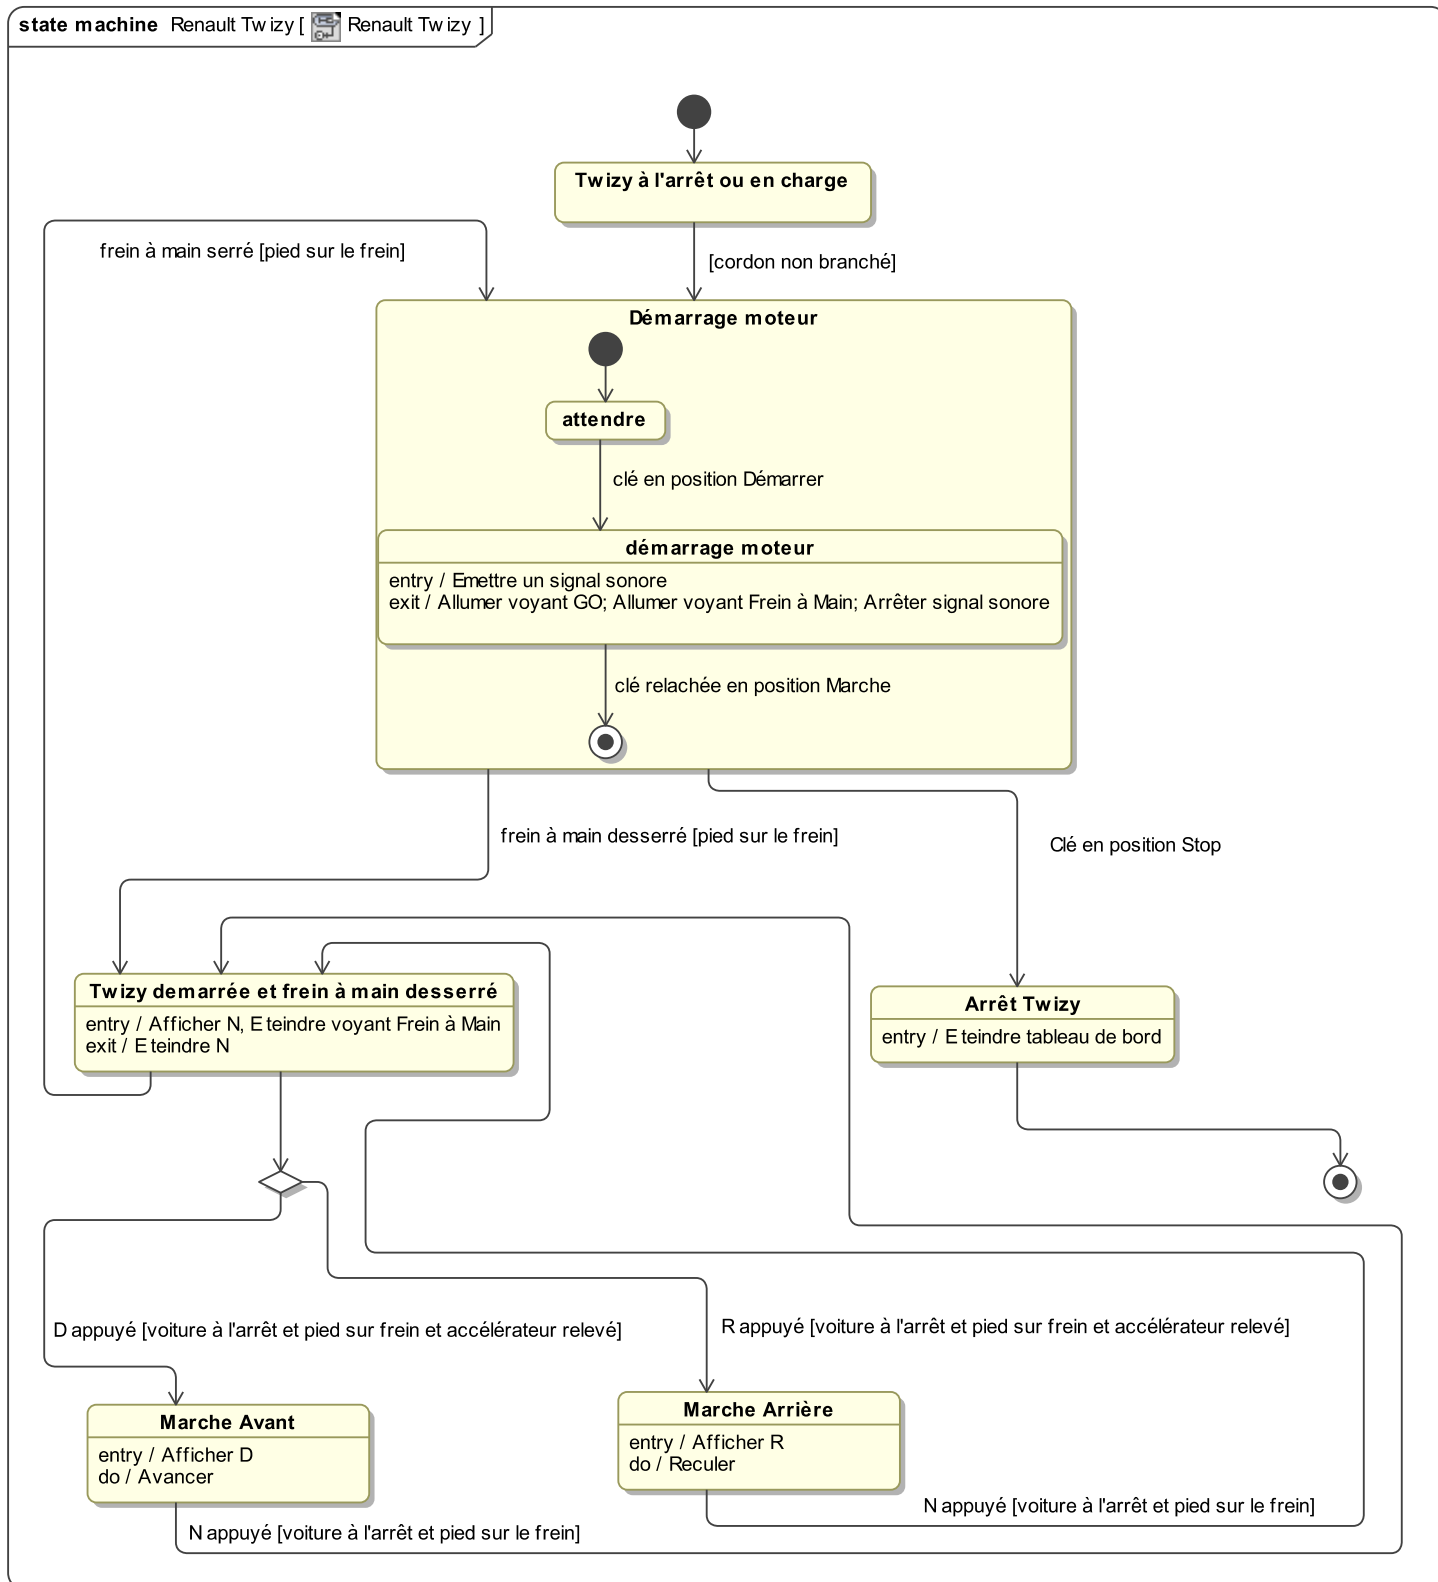 state machine Renault Twizy [ Renault Twizy ]
Twizy à l'arrêt ou en charge
frein à main serré [pied sur le frein]
[cordon non branché]
Démarrage moteur
attendre
clé en position Démarrer
démarrage moteur
entry / Emettre un signal sonore
exit / Allumer voyant GO; Allumer voyant Frein à Main; Arrêter signal sonore
clé relachée en position Marche
frein à main desserré [pied sur le frein]
Clé en position Stop
Twizy demarrée et frein à main desserré
entry / Afficher N, Eteindre voyant Frein à Main
exit / Eteindre N
Arrêt Twizy
entry / Eteindre tableau de bord
D appuyé [voiture à l'arrêt et pied sur frein et accélérateur relevé]
R appuyé [voiture à l'arrêt et pied sur frein et accélérateur relevé]
Marche Avant
entry / Afficher D
do / Avancer
Marche Arrière
entry / Afficher R
do / Reculer
N appuyé [voiture à l'arrêt et pied sur le frein]
N appuyé [voiture à l'arrêt et pied sur le frein]